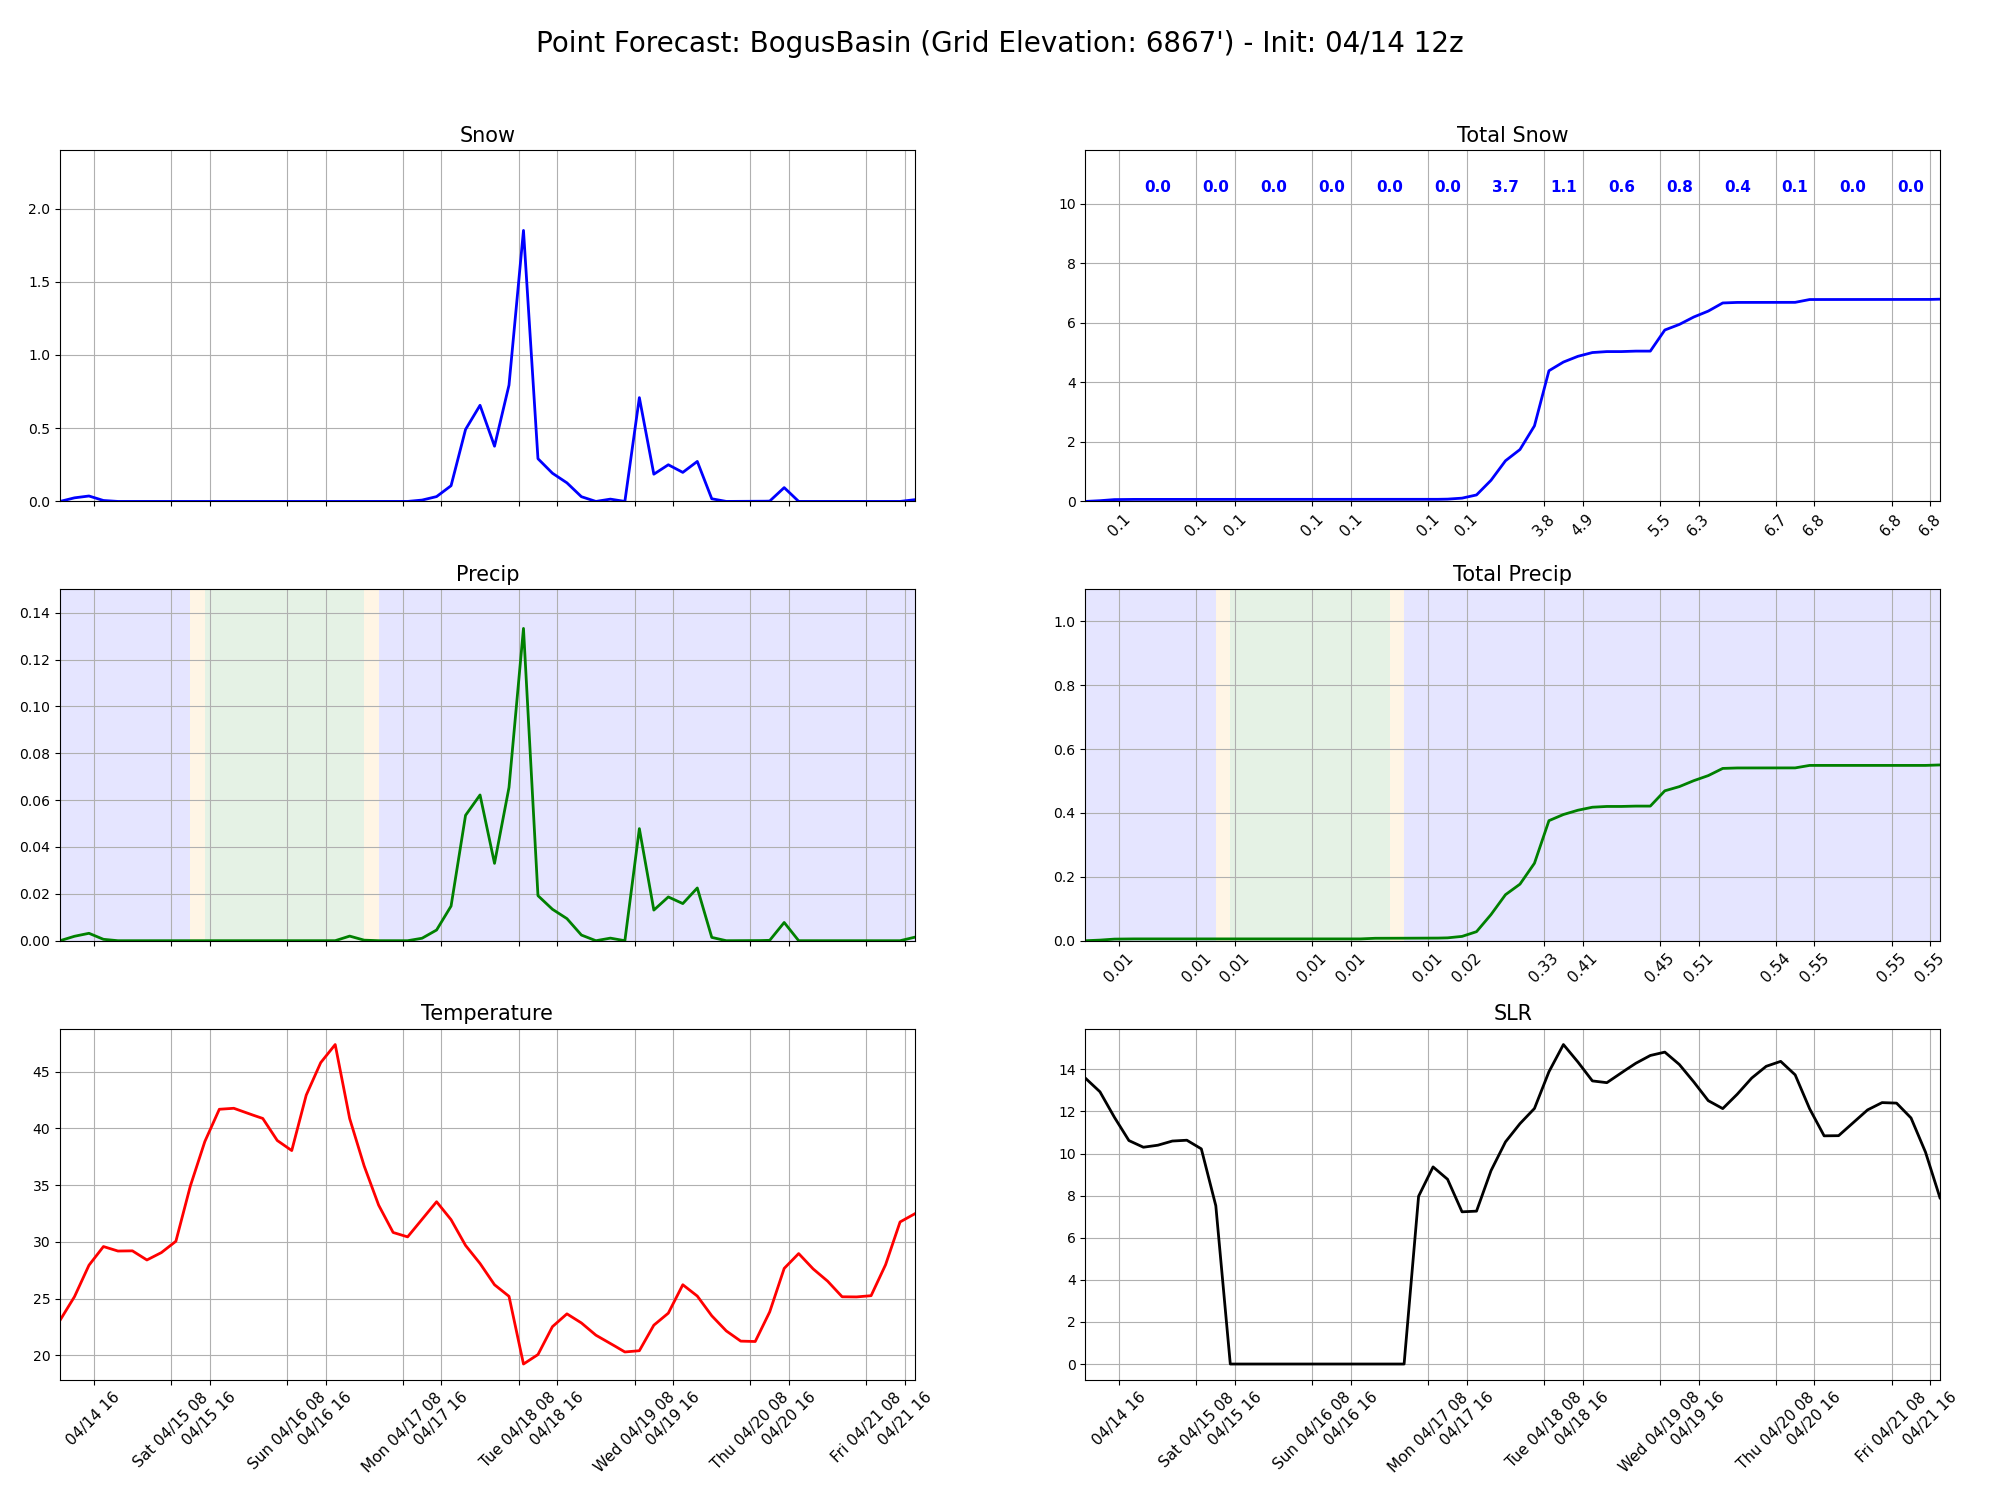 Point Forecast: BogusBasin (Grid Elevation: 6867') - Init: 04/14 12z
Snow
2.0
1.5
1.0
0.5
0.0
Total Snow
0.0 0.0 0.0 0.0 0.0 0.0 3.7 1.1 0.6 0.8 0.4 0.1 0.0 0.0
10
8
6
4
2
0
0.1 0.1 0.1 0.1 0.1 0.1 0.1 3.8 4.9 5.5 6.3 6.7 6.8 6.8 6.8
Precip
0.14
0.12
0.10
0.08
0.06
0.04
0.02
0.00
Total Precip
1.0
0.8
0.6
0.4
0.2
0.0
0.01 0.01 0.01 0.01 0.01 0.01 0.02 0.33 0.41 0.45 0.51 0.54 0.55 0.55 0.55
Temperature
45
40
35
30
25
20
04/14 16
Sat 04/15 08
04/15 16
Sun 04/16 08
04/16 16
Mon 04/17 08
04/17 16
Tue 04/18 08
04/18 16
Wed 04/19 08
04/19 16
Thu 04/20 08
04/20 16
Fri 04/21 08
04/21 16
SLR
14
12
10
8
6
4
2
0
04/14 16
Sat 04/15 08
04/15 16
Sun 04/16 08
04/16 16
Mon 04/17 08
04/17 16
Tue 04/18 08
04/18 16
Wed 04/19 08
04/19 16
Thu 04/20 08
04/20 16
Fri 04/21 08
04/21 16